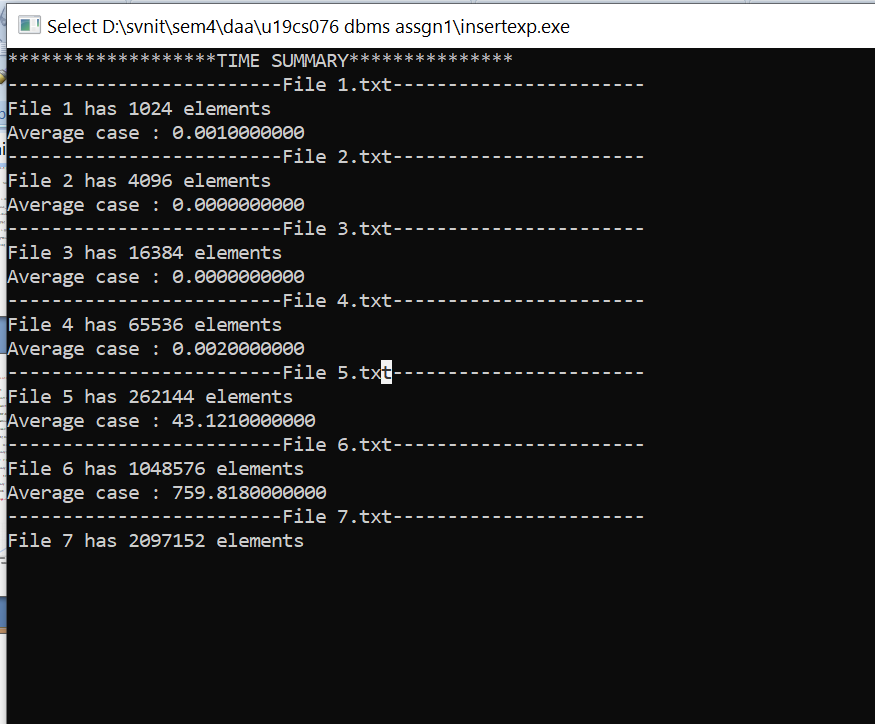 Select D:\svnit\sem4\daa\u19cs076 dbms assgn1\insertexp.exe
*******************TIME SUMMARY***************
-------------------------File 1.txt-----------------------
File 1 has 1024 elements
Average case : 0.0010000000
-------------------------File 2.txt-----------------------
File 2 has 4096 elements
Average case : 0.0000000000
-------------------------File 3.txt-----------------------
File 3 has 16384 elements
Average case : 0.0000000000
-------------------------File 4.txt-----------------------
File 4 has 65536 elements
Average case : 0.0020000000
-------------------------File 5.txt-----------------------
File 5 has 262144 elements
Average case : 43.1210000000
-------------------------File 6.txt-----------------------
File 6 has 1048576 elements
Average case : 759.8180000000
-------------------------File 7.txt-----------------------
File 7 has 2097152 elements